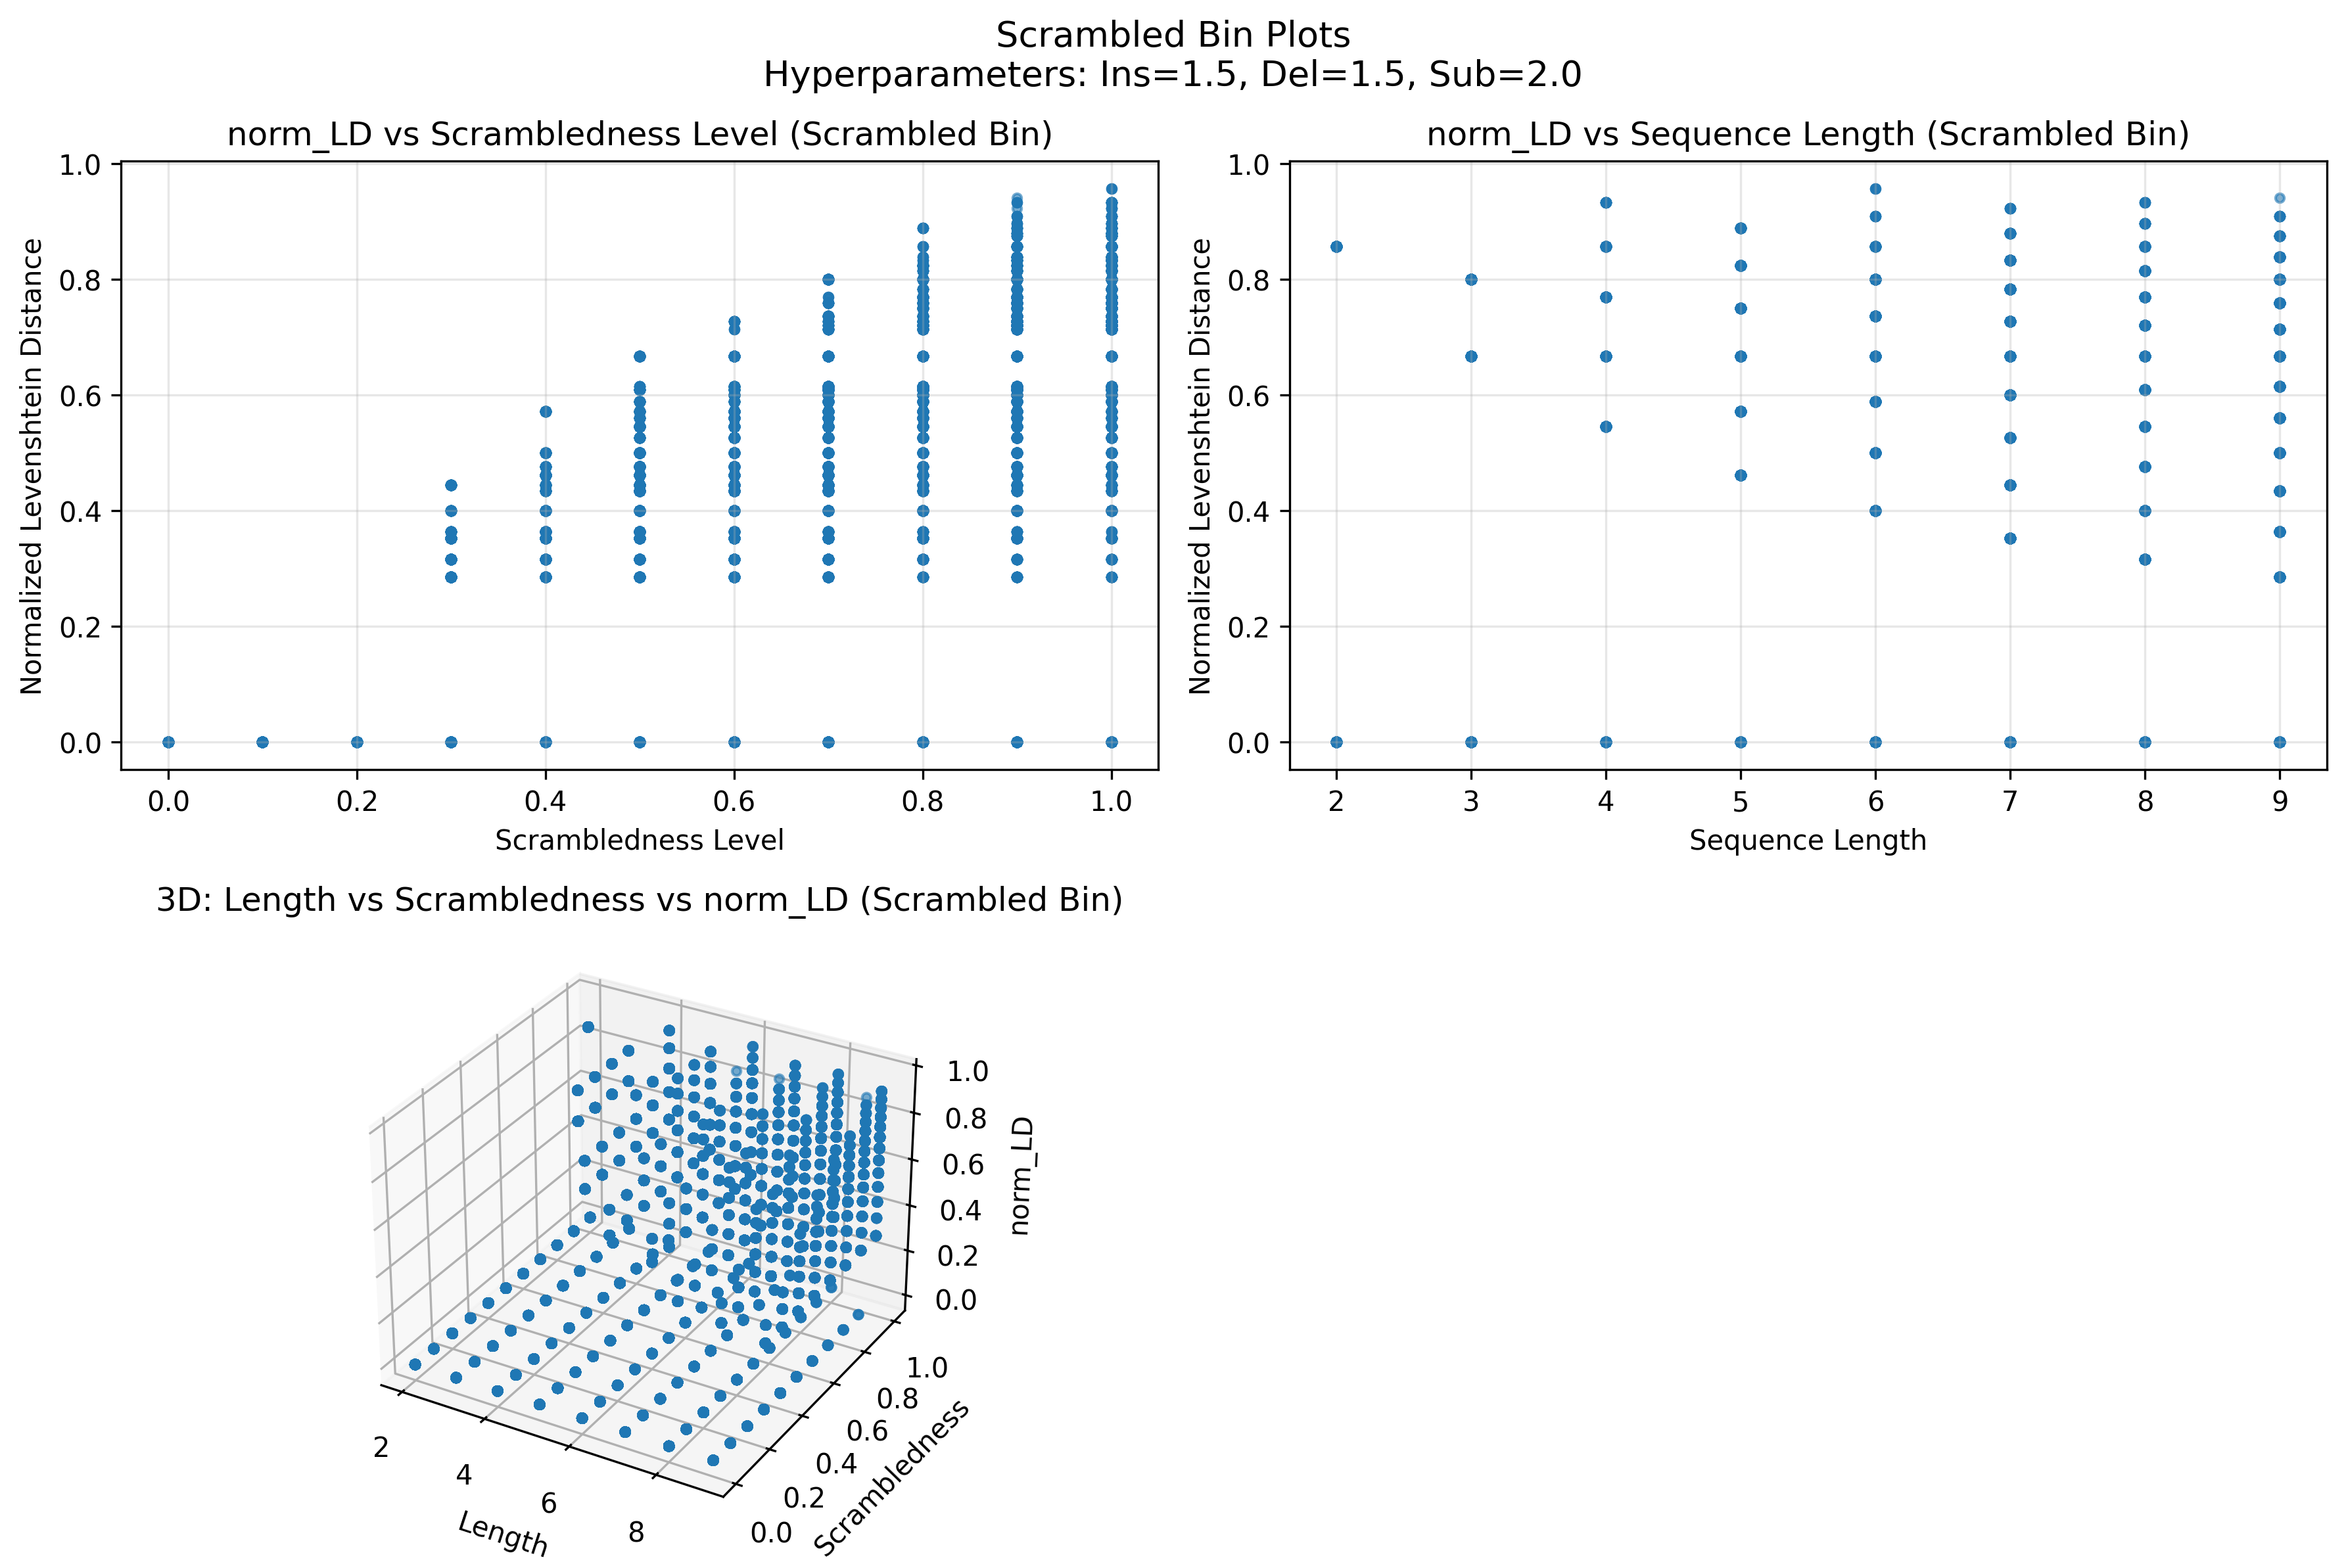 Scrambled Bin Plots
Hyperparameters: Ins=1.5, Del=1.5, Sub=2.0
norm_LD vs Scrambledness Level (Scrambled Bin)
1.0
0.8
0.6
0.4
0.2
0.0
Normalized Levenshtein Distance
0.0 0.2 0.4 0.6 0.8 1.0
Scrambledness Level
norm_LD vs Sequence Length (Scrambled Bin)
1.0
0.8
0.6
0.4
0.2
0.0
Normalized Levenshtein Distance
2 3 4 5 6 7 8 9
Sequence Length
3D: Length vs Scrambledness vs norm_LD (Scrambled Bin)
1.0
0.8
0.6
0.4
0.2
0.0
norm_LD
2 4 6 8
Length
0.0 0.2 0.4 0.6 0.8 1.0
Scrambledness